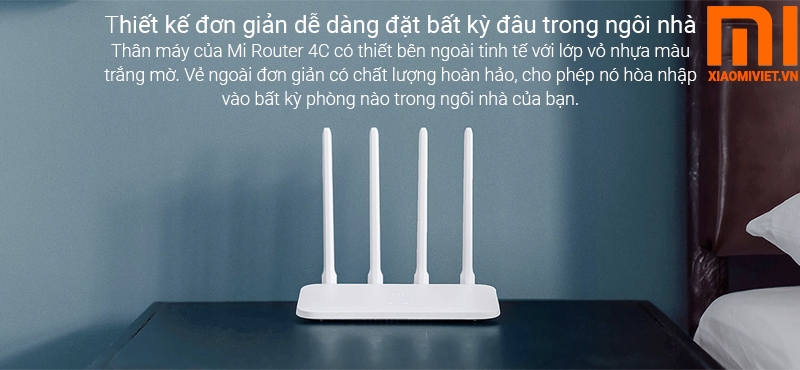 Thiết kế đơn giản dễ dàng đặt bất kỳ đâu trong ngôi nhà
Thân máy của Mi Router 4C có thiết bên ngoài tinh tế với lớp vỏ nhựa màu
trắng mờ. Vẻ ngoài đơn giản có chất lượng hoàn hảo, cho phép nó hòa nhập
vào bất kỳ phòng nào trong ngôi nhà của bạn.
MI
XIAOMIVIET.VN
mi